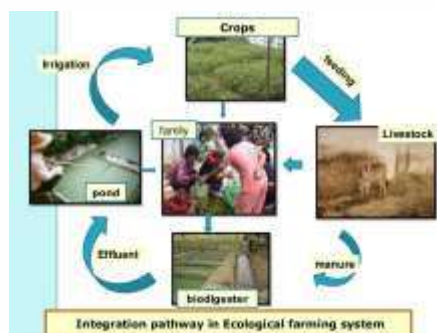 Crops
Irrigation
feeding
family
Livestock
pond
Effluent
manure
biodigester
Integration pathway in Ecological farming system